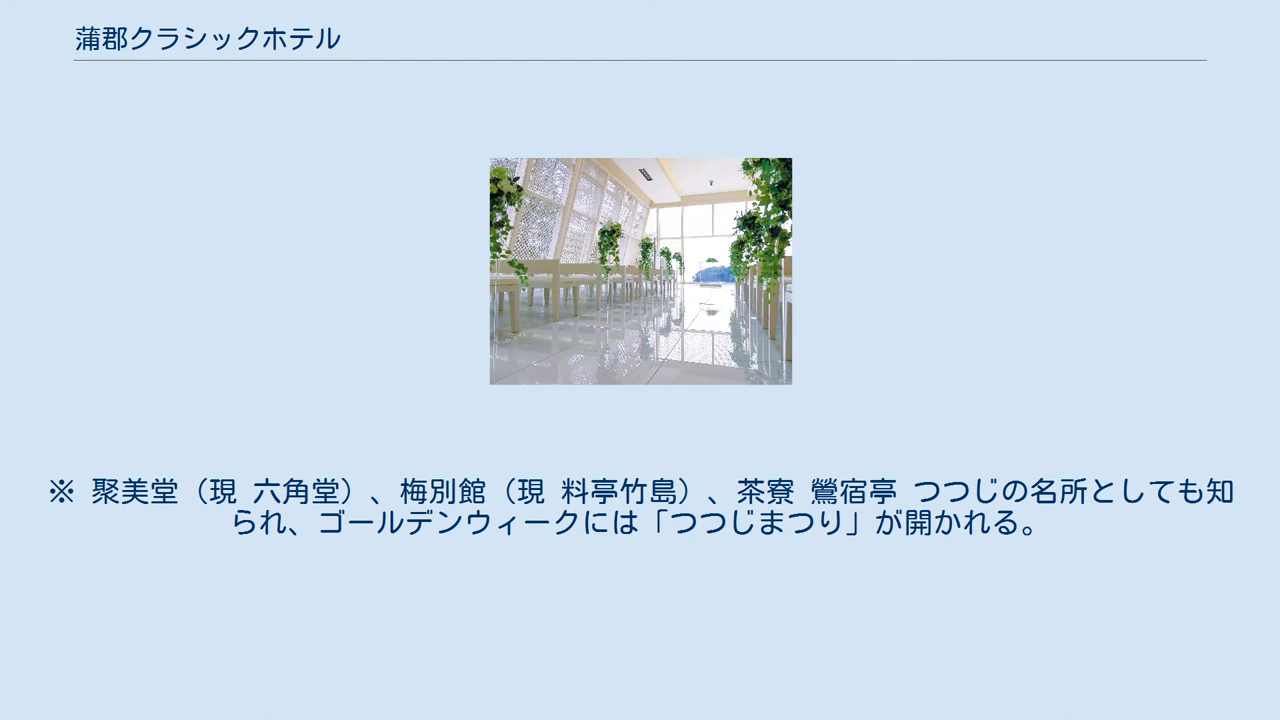 蒲郡クラシックホテル
※ 聚美堂（現 六角堂）、梅別館（現 料亭竹島）、茶寮 鶯宿亭 つつじの名所としても知
られ、ゴールデンウィークには「つつじまつり」が開かれる。